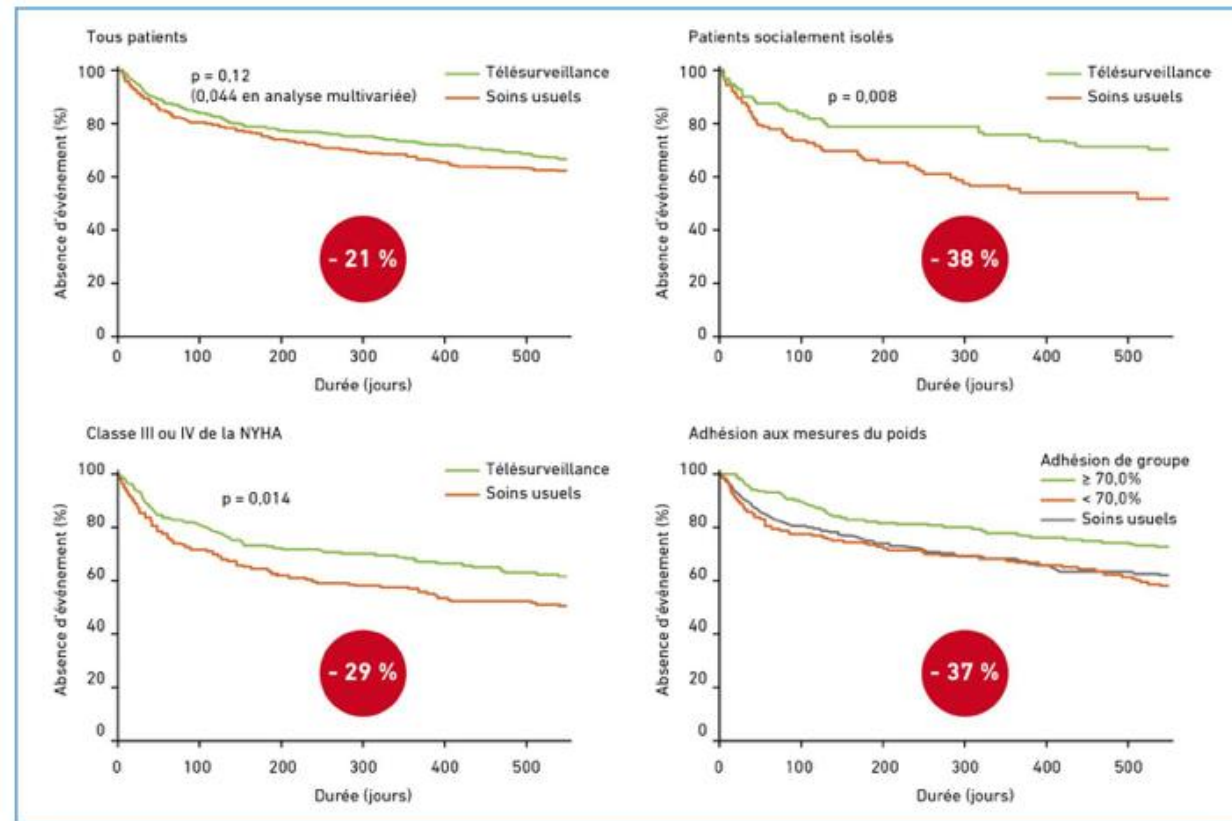 Tous patients
100
80
60
40
20
0
Absence d'événement (%)
p = 0,12
(0,044 en analyse multivariée)
Télésurveillance
Soins usuels
- 21 %
0 100 200 300 400 500
Durée (jours)
Patients socialement isolés
100
80
60
40
20
0
Absence d'événement (%)
p = 0,008
Télésurveillance
Soins usuels
- 38 %
0 100 200 300 400 500
Durée (jours)
Classe III ou IV de la NYHA
100
80
60
40
20
0
Absence d'événement (%)
p = 0,014
Télésurveillance
Soins usuels
- 29 %
0 100 200 300 400 500
Durée (jours)
Adhésion aux mesures du poids
100
80
60
40
20
0
Absence d'événement (%)
Adhésion de groupe
≥ 70,0%
< 70,0%
Soins usuels
- 37 %
0 100 200 300 400 500
Durée (jours)